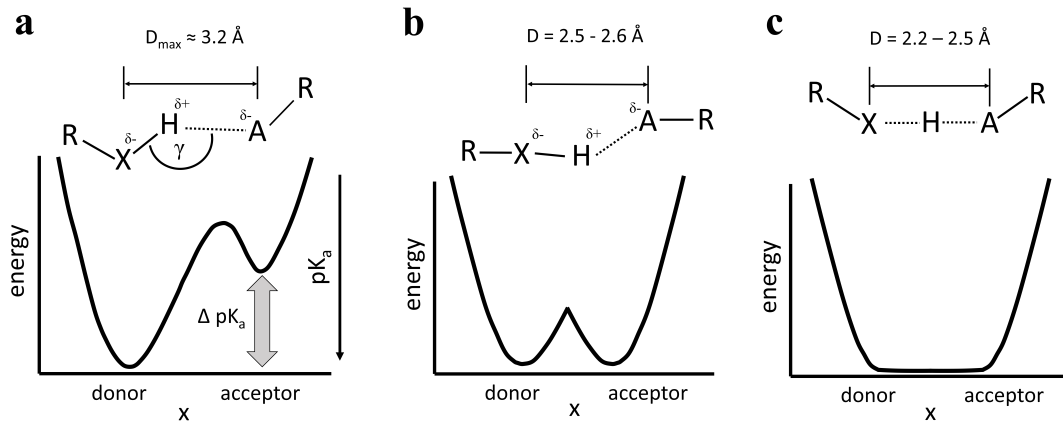 a
D_max ≈ 3.2 Å
R
δ+
H
δ-
A
R
δ-
X
γ
energy
pK_a
Δ pK_a
donor acceptor
x
b
D = 2.5 - 2.6 Å
δ-
A R
δ- δ+
R X H
energy
donor acceptor
x
c
D = 2.2 – 2.5 Å
R R
X H A
energy
donor acceptor
x